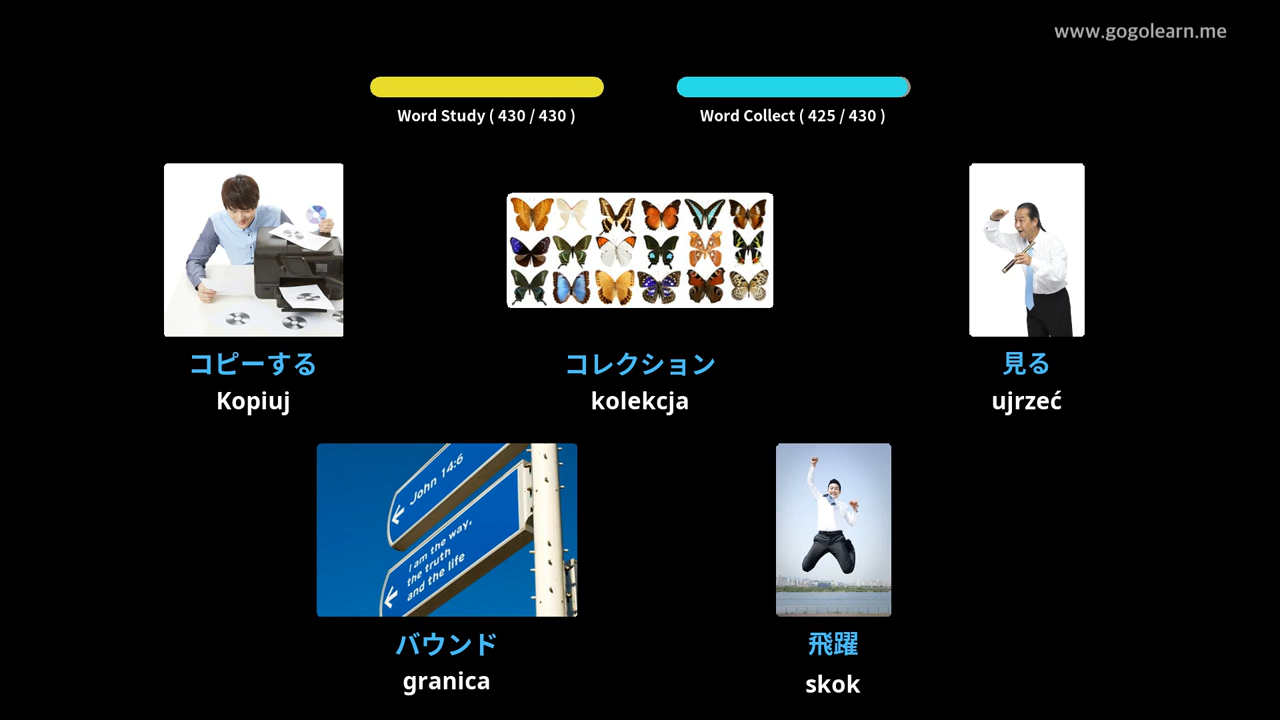 www.gogolearn.me
Word Study ( 430 / 430 )
Word Collect ( 425 / 430 )
コピーする
Kopiuj
コレクション
kolekcja
見る
ujrzeć
John 14:6
I am the way,
the truth
and the life
バウンド
granica
飛躍
skok